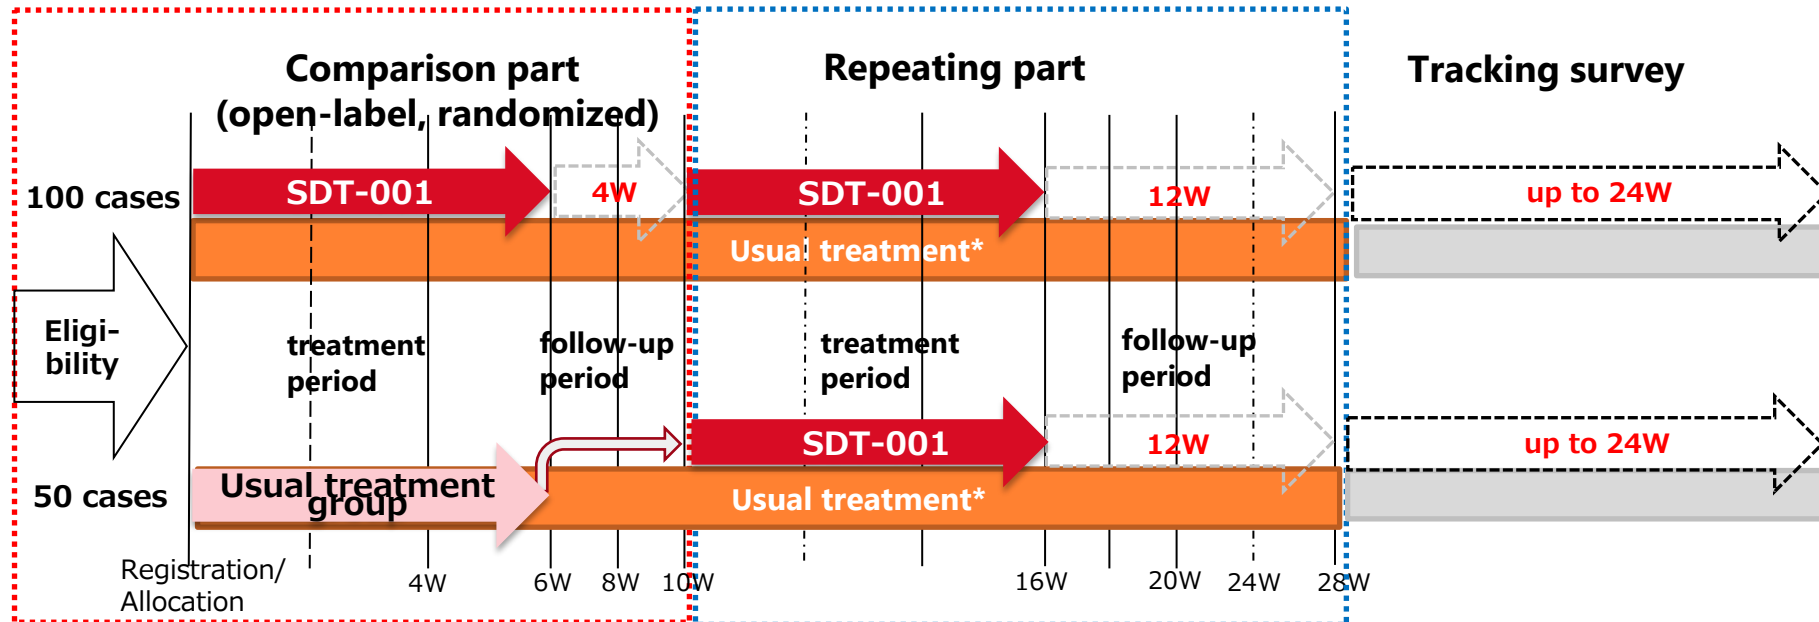 Comparison part
(open-label, randomized)
Repeating part
Tracking survey
100 cases
SDT-001
4W
SDT-001
12W
up to 24W
Usual treatment*
Eligi-
bility
treatment
period
follow-up
period
treatment
period
follow-up
period
SDT-001
12W
up to 24W
50 cases
Usual treatment
group
Usual treatment*
Registration/
Allocation
4W
6W
8W
10W
16W
20W
24W
28W